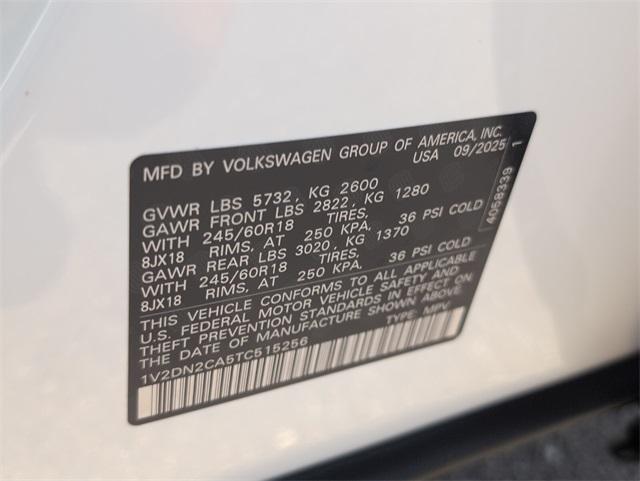 MFD BY VOLKSWAGEN GROUP OF AMERICA, INC.
USA 09/2025
GVWR LBS 5732, KG 2600
GAWR FRONT LBS 2822, KG 1280
WITH 245/60R18 TIRES,
8JX18 RIMS, AT 250 KPA, 36 PSI COLD
GAWR REAR LBS 3020, KG 1370
WITH 245/60R18 TIRES,
8JX18 RIMS, AT 250 KPA, 36 PSI COLD
THIS VEHICLE CONFORMS TO ALL APPLICABLE
U.S. FEDERAL MOTOR VEHICLE SAFETY AND
THEFT PREVENTION STANDARDS IN EFFECT ON
THE DATE OF MANUFACTURE SHOWN ABOVE.
1V2DN2CA5TC515256 TYPE: MPV
4058339 1